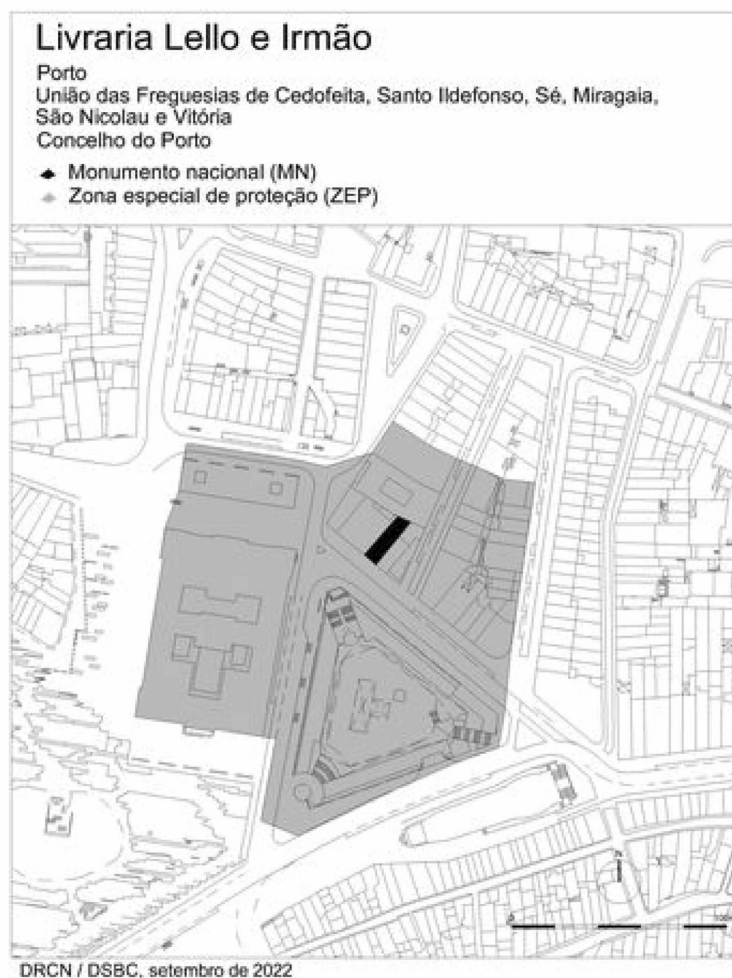 Livraria Lello e Irmão
Porto
União das Freguesias de Cedofeita, Santo Ildefonso, Sé, Miragaia,
São Nicolau e Vitória
Concelho do Porto
Monumento nacional (MN)
Zona especial de proteção (ZEP)
0
DRCN / DSBC, setembro de 2022